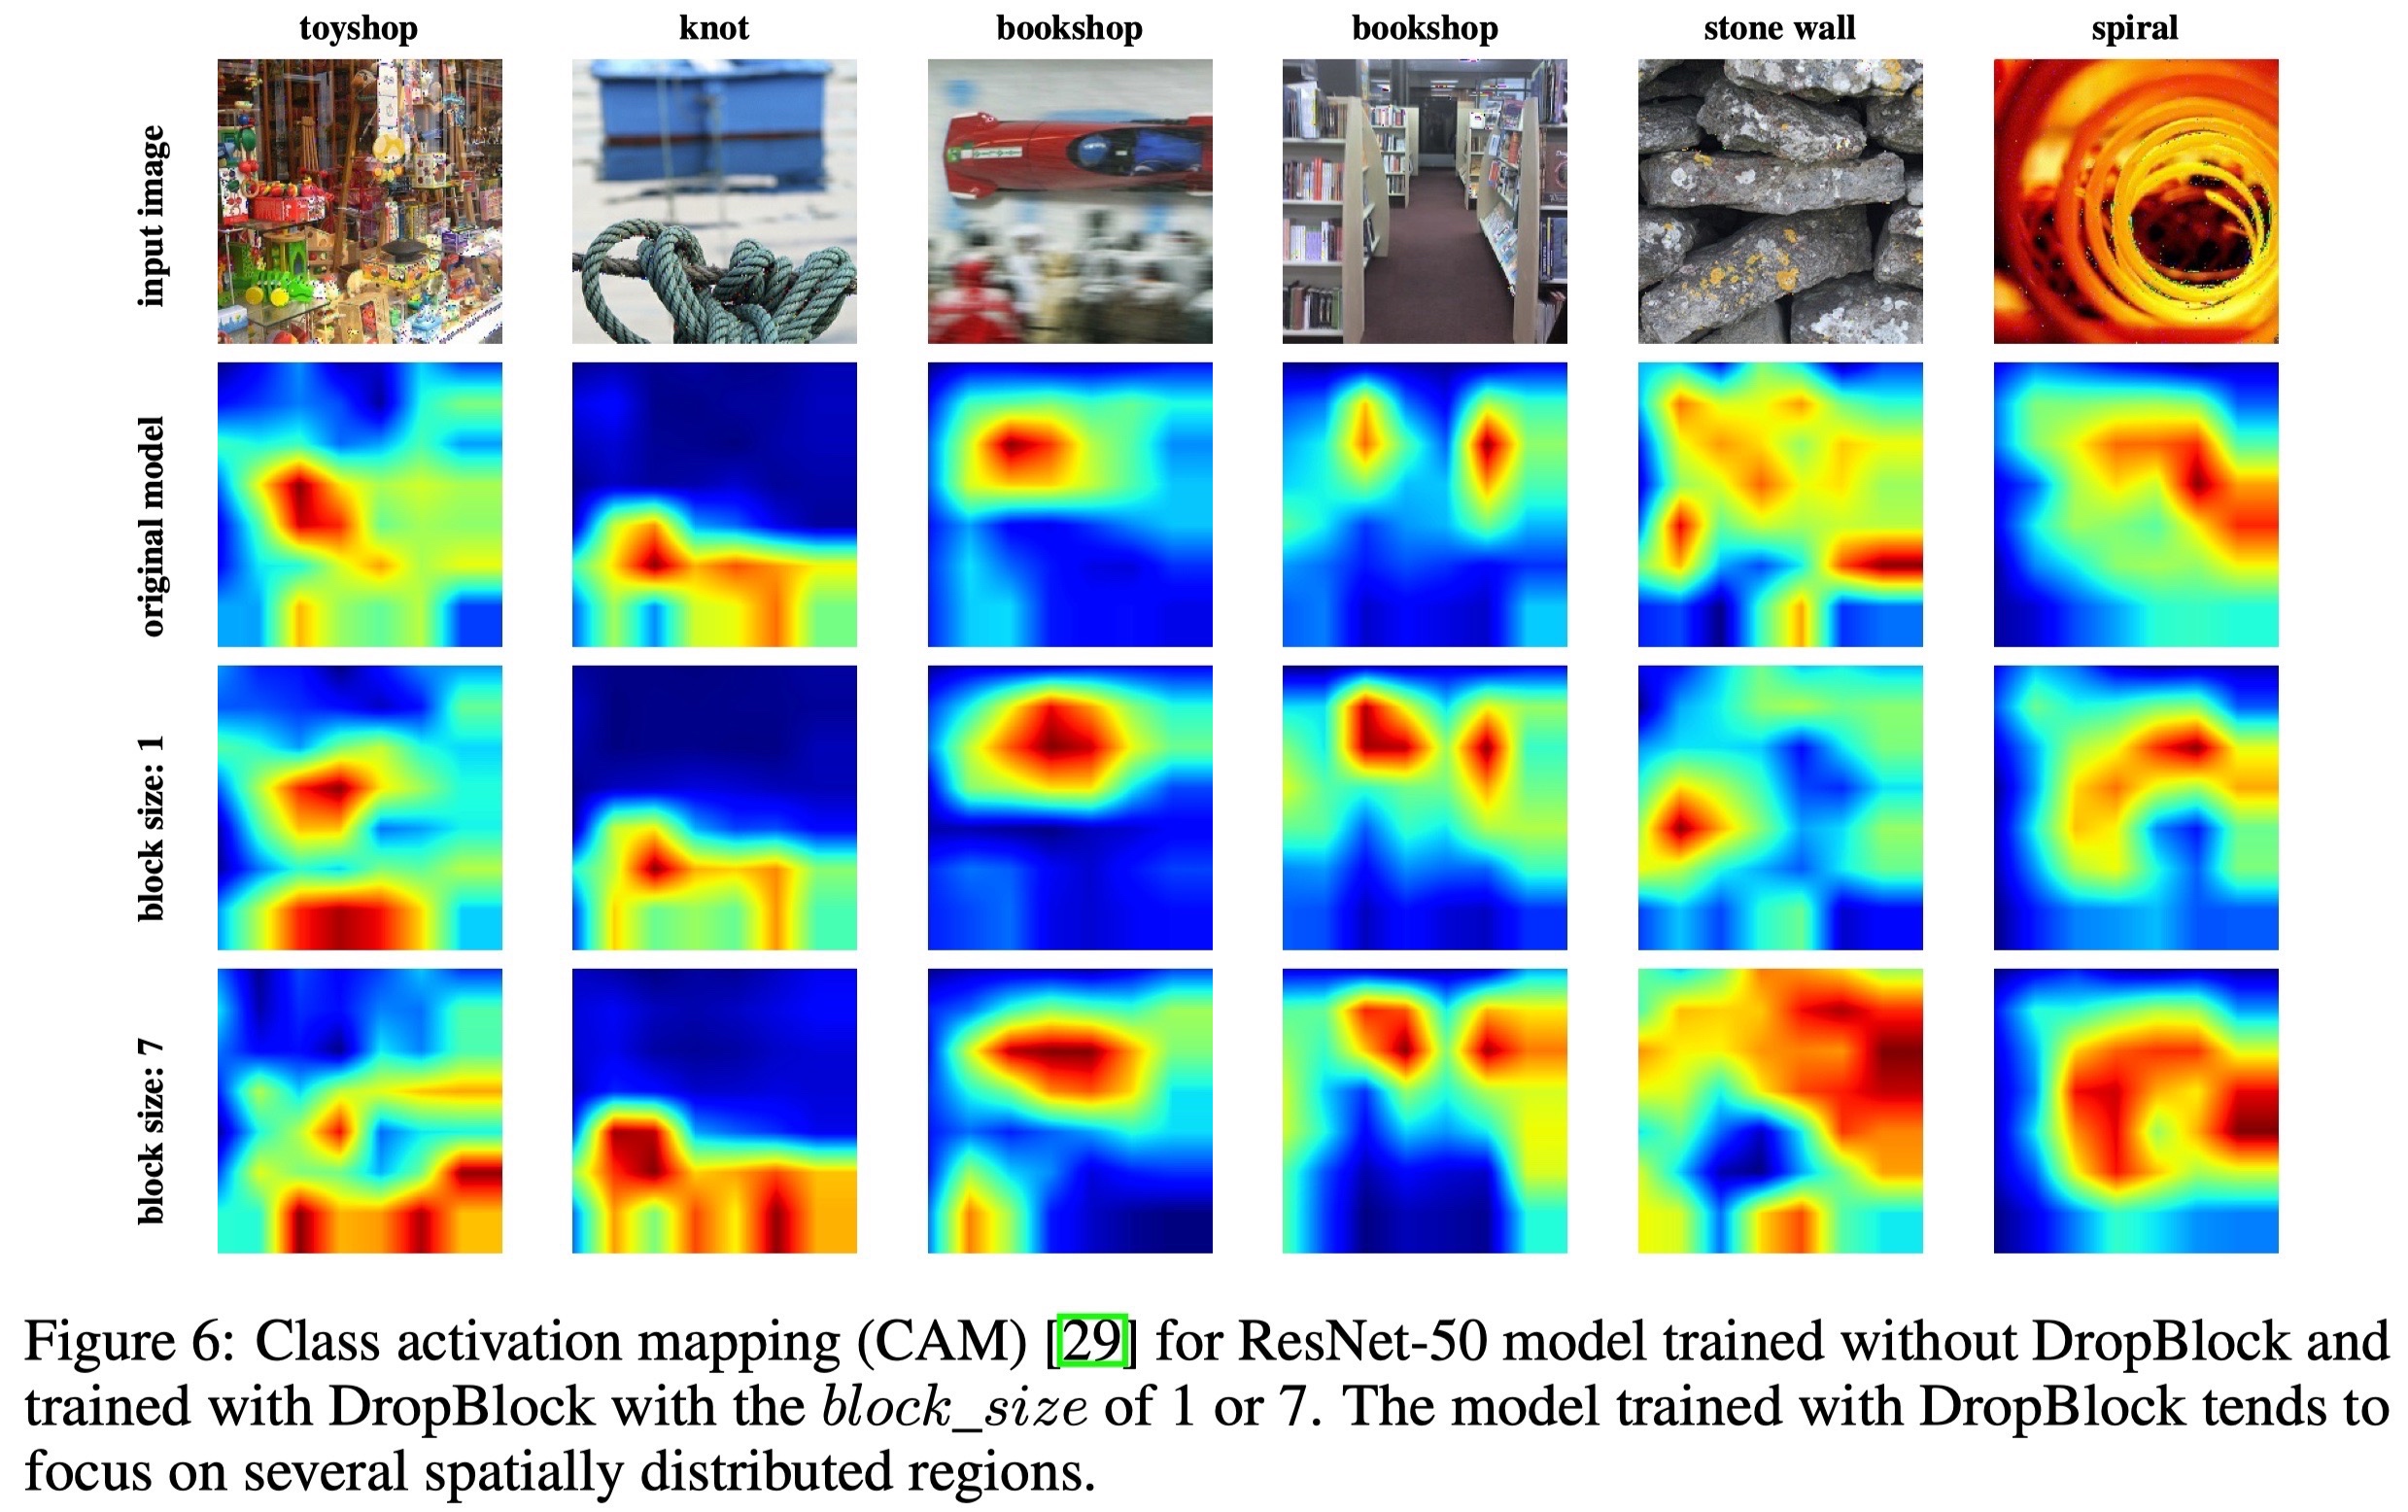 toyshop knot bookshop bookshop stone wall spiral
input image
original model
block size: 1
block size: 7
Figure 6: Class activation mapping (CAM) [29] for ResNet-50 model trained without DropBlock and
trained with DropBlock with the block_size of 1 or 7. The model trained with DropBlock tends to
focus on several spatially distributed regions.